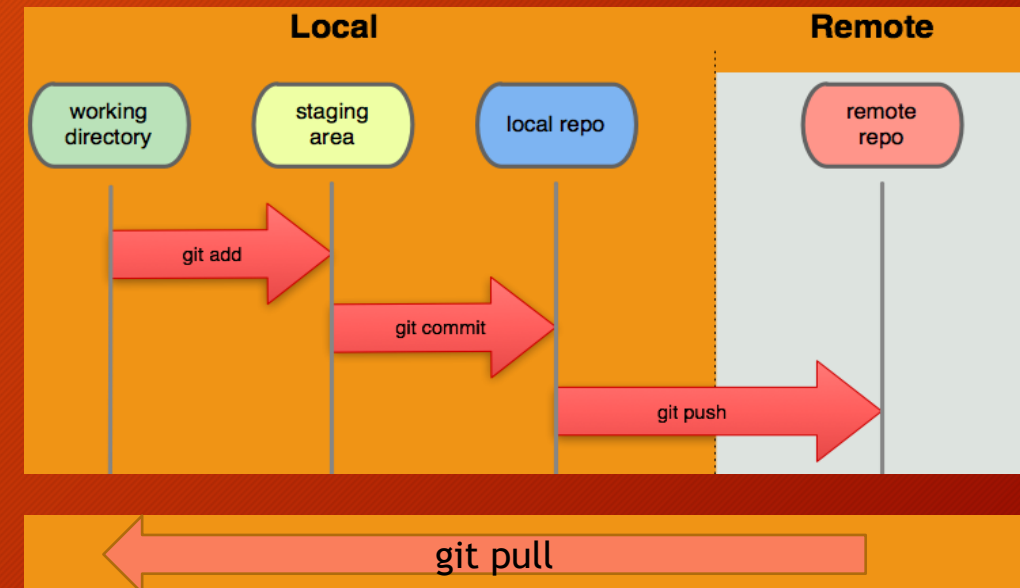 Local
Remote
working
directory
staging
area
local repo
remote
repo
git add
git commit
git push
git pull